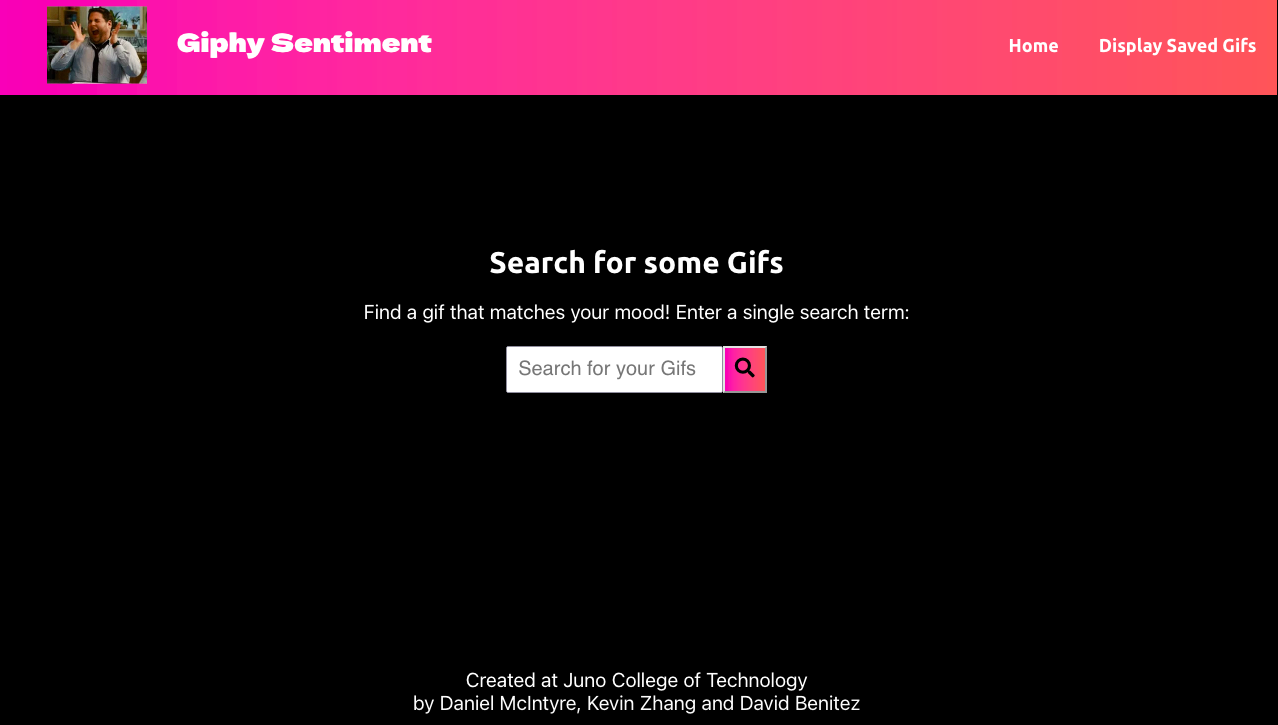 Giphy Sentiment
Home
Display Saved Gifs
Search for some Gifs
Find a gif that matches your mood! Enter a single search term:
Search for your Gifs
Created at Juno College of Technology
by Daniel McIntyre, Kevin Zhang and David Benitez